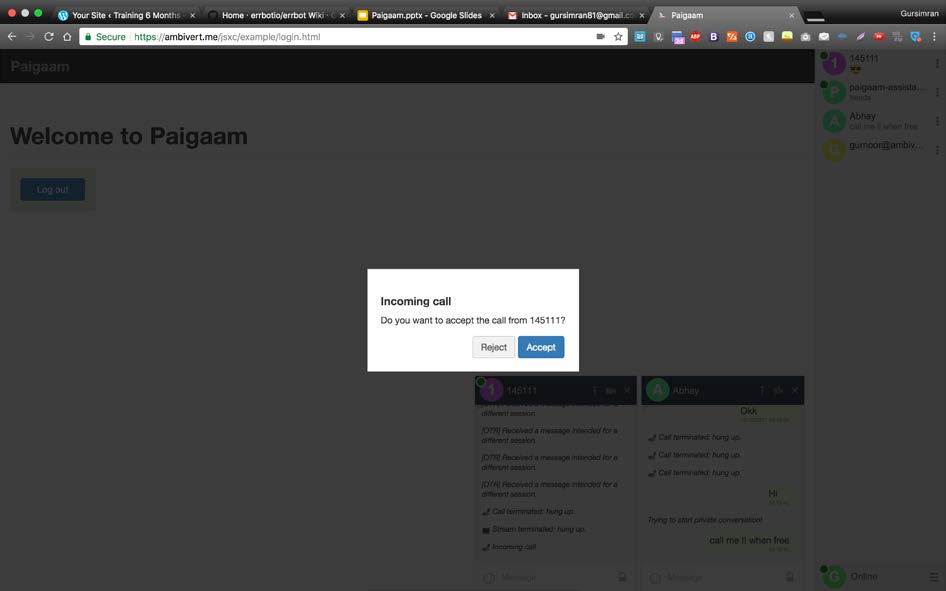 Your Site ‹ Training 6 Months
Home · errbotio/errbot Wiki · G
Paigaam.pptx - Google Slides
Inbox - gursimran81@gmail.co
Paigaam
Gursimran
Secure
https://ambivert.me/jsxc/example/login.html
Paigaam
Welcome to Paigaam
Log out
1
145111
P
paigaam-assista...
A
Abhay
call me !! when free
G
gurnoor@ambiv...
Incoming call
Do you want to accept the call from 145111?
Reject
Accept
1
145111
different session.
[OTR] Received a message intended for a
different session.
[OTR] Received a message intended for a
different session.
[OTR] Received a message intended for a
different session.
Call terminated: hung up.
Stream terminated: hung up.
Incoming call
Message
A
Abhay
Okk
Call terminated: hung up.
Call terminated: hung up.
Call terminated: hung up.
Hi
Trying to start private conversation!
call me !! when free
Message
G
Online